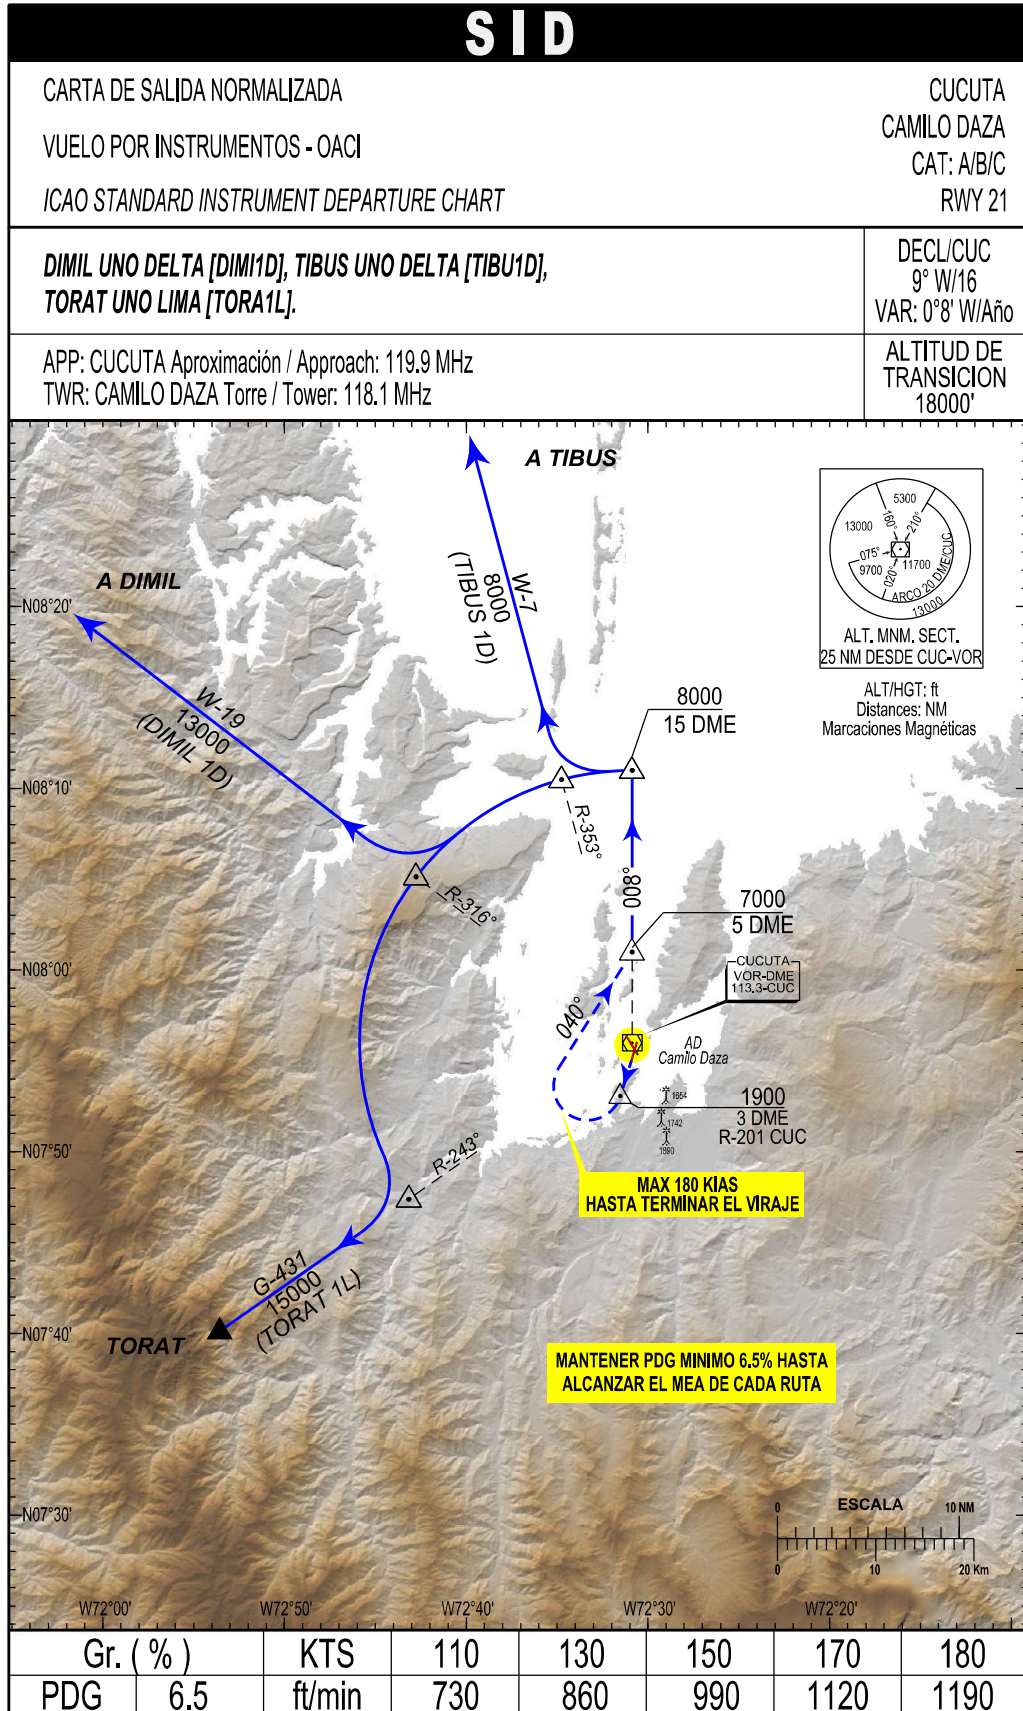 SID
CARTA DE SALIDA NORMALIZADA
VUELO POR INSTRUMENTOS - OACI
ICAO STANDARD INSTRUMENT DEPARTURE CHART
CUCUTA
CAMILO DAZA
CAT: A/B/C
RWY 21
DIMIL UNO DELTA [DIMI1D], TIBUS UNO DELTA [TIBU1D],
TORAT UNO LIMA [TORA1L].
DECL/CUC
9° W/16
VAR: 0°8' W/Año
APP: CUCUTA Aproximación / Approach: 119.9 MHz
TWR: CAMILO DAZA Torre / Tower: 118.1 MHz
ALTITUD DE
TRANSICION
18000'
A TIBUS
W-7
8000
(TIBUS 1D)
5300
13000
160°
210°
075°
9700
11700
020°
ARCO 20 DME/CUC
13000
ALT. MNM. SECT.
25 NM DESDE CUC-VOR
ALT/HGT: ft
Distances: NM
Marcaciones Magnéticas
A DIMIL
N08°20'
W-19
13000
(DIMIL 1D)
8000
15 DME
N08°10'
R-353°
R-316°
008°
7000
5 DME
N08°00'
CUCUTA
VOR-DME
113.3-CUC
040°
AD
Camilo Daza
1900
3 DME
R-201 CUC
1654
1742
1890
N07°50'
R-243°
MAX 180 KIAS
HASTA TERMINAR EL VIRAJE
G-431
15000
(TORAT 1L)
N07°40'
TORAT
MANTENER PDG MINIMO 6.5% HASTA
ALCANZAR EL MEA DE CADA RUTA
N07°30'
ESCALA
0 10 NM
0 10 20 Km
W72°00' W72°50' W72°40' W72°30' W72°20'
Gr. ( % ) KTS 110 130 150 170 180
PDG 6.5 ft/min 730 860 990 1120 1190